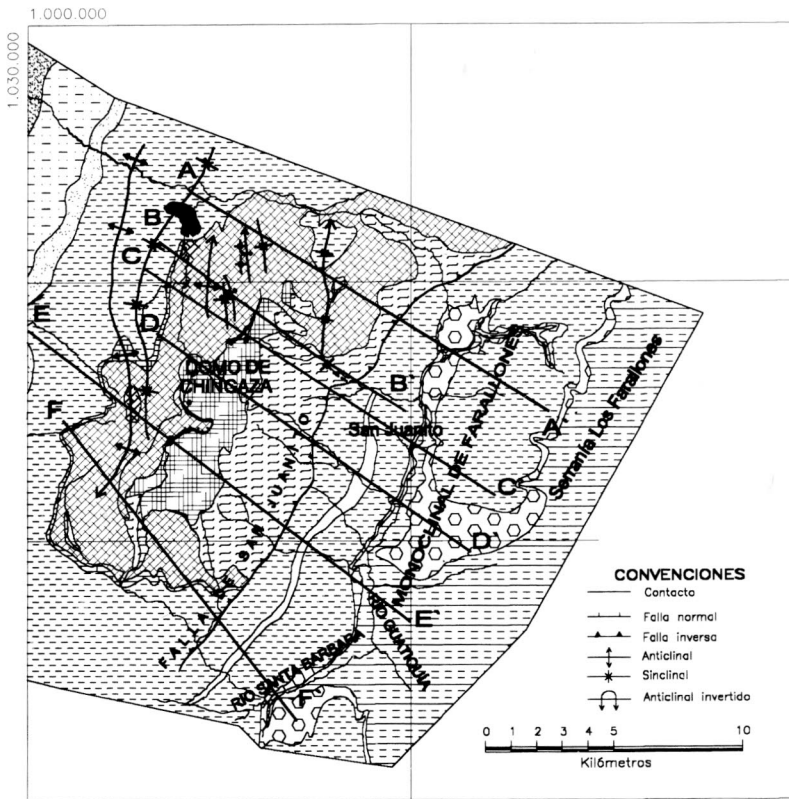 1.000.000
1.030.000
A
B
C
D
E
F
DOMO DE
CHINGAZA
B'
San Juanito
A'
C'
D'
E'
F'
MONOCLINAL DE FARALLONES
Serranía Los Farallones
FALLA DE SAN JUANITO
RIO SANTA BARBARA
RIO GUATIQUÍA
CONVENCIONES
Contacto
Falla normal
Falla inversa
Anticlinal
Sinclinal
Anticlinal invertido
0 1 2 3 4 5 10
Kilómetros